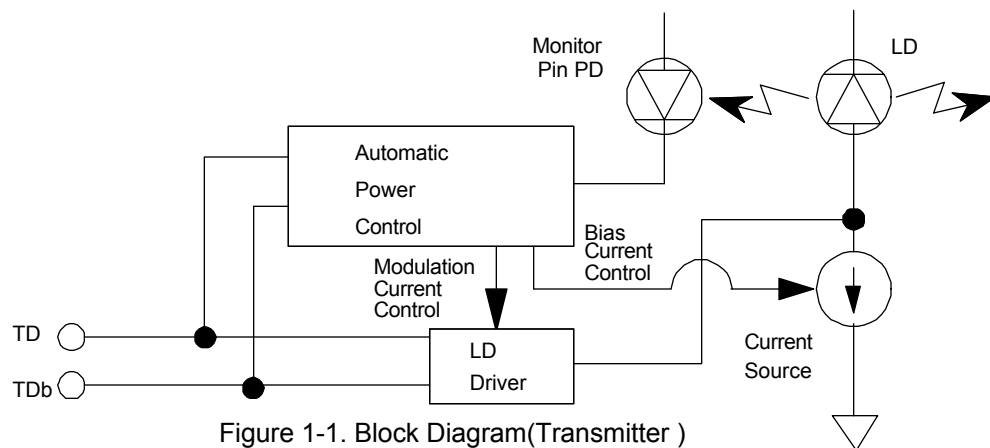 Monitor
Pin PD
LD
Automatic
Power
Control
Bias
Current
Control
Modulation
Current
Control
TD
LD
Driver
TDb
Current
Source
Figure 1-1. Block Diagram(Transmitter )